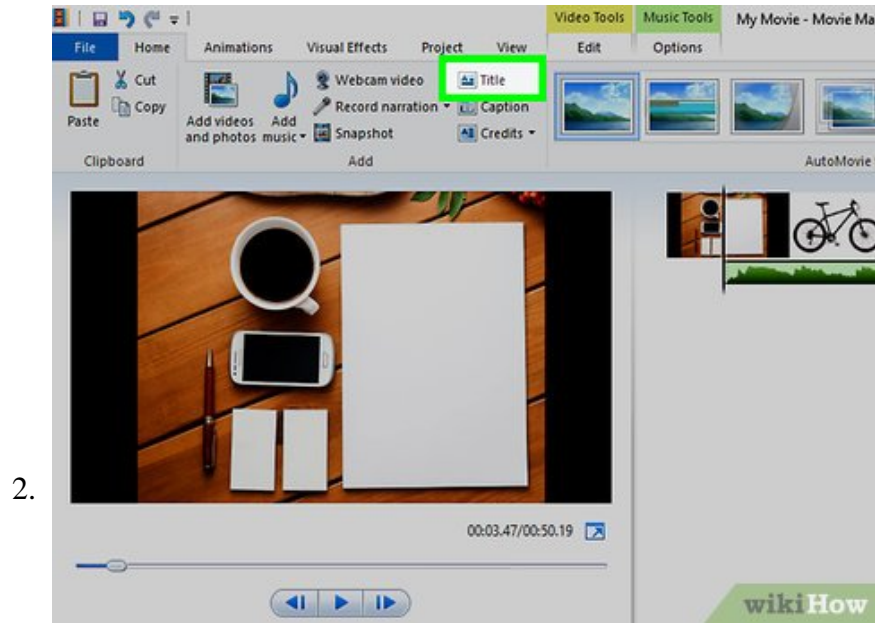 Video Tools Music Tools My Movie - Movie Ma
File Home Animations Visual Effects Project View Edit Options
Paste
Cut
Copy
Clipboard
Add videos
and photos
Add
music
Webcam video
Record narration
Snapshot
Title
Caption
Credits
Add
AutoMovie
2.
00:03.47/00:50.19
wikiHow